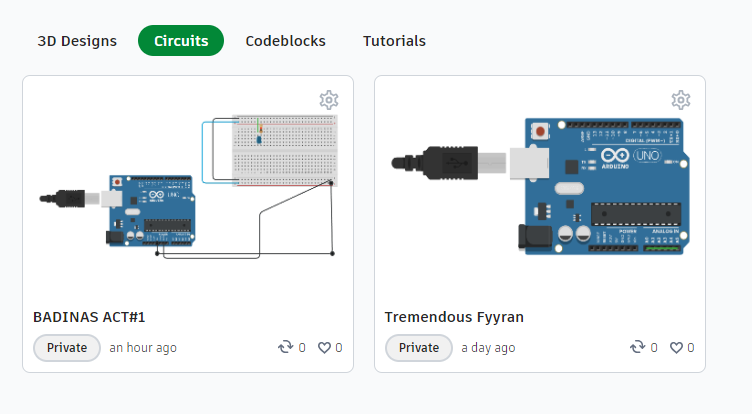 3D Designs Circuits Codeblocks Tutorials
UNO
DIGITAL (PWM~)
UNO
ARDUINO
POWER ANALOG IN
BADINAS ACT#1
Private an hour ago 0 0
Tremendous Fyyran
Private a day ago 0 0